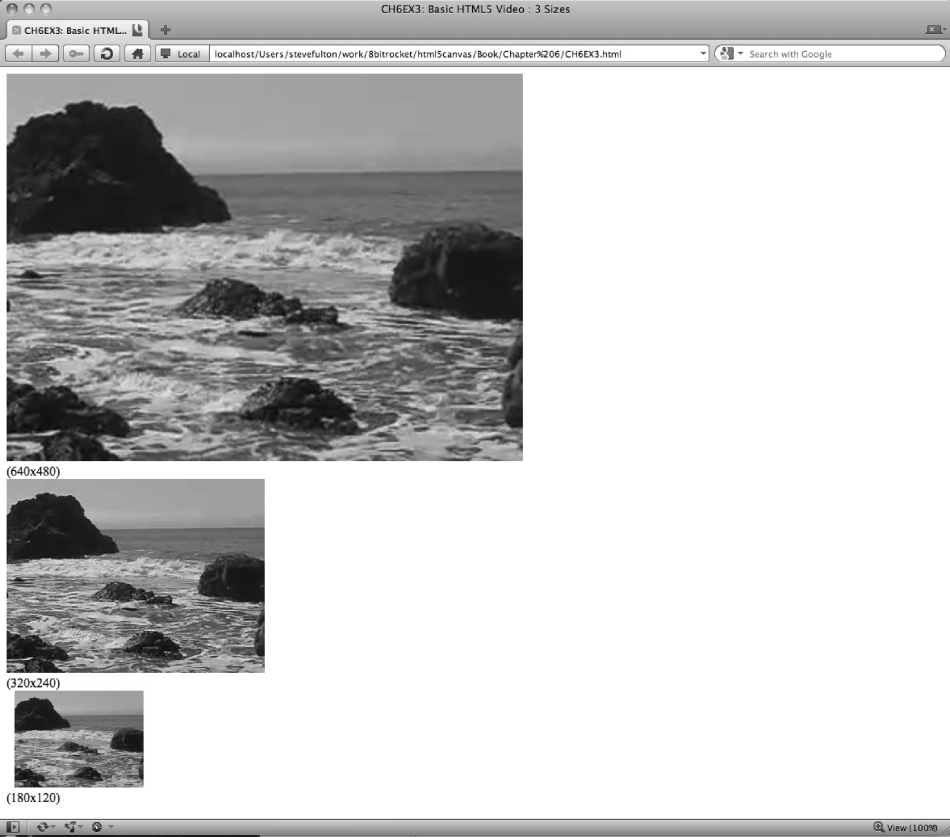 CH6EX3: Basic HTML5 Video : 3 Sizes
CH6EX3: Basic HTML...
Local
localhost/Users/stevefulton/work/8bitrocket/html5canvas/Book/Chapter%206/CH6EX3.html
Search with Google
(640x480)
(320x240)
(180x120)
View (100%)